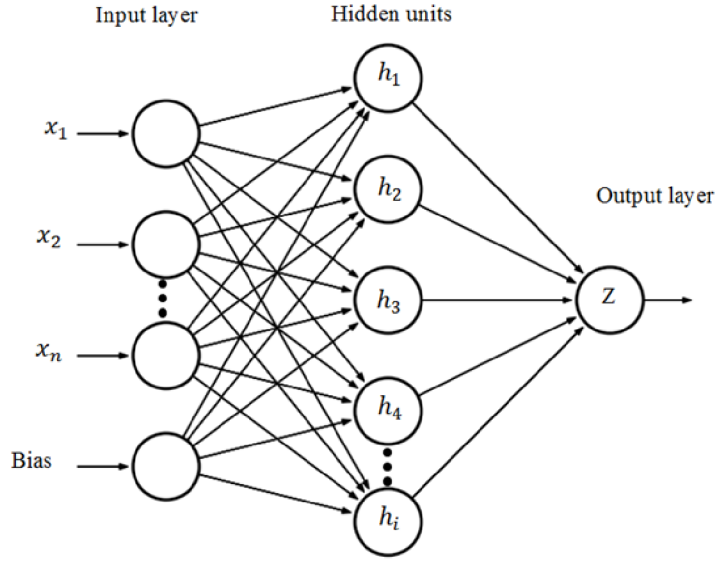 Input layer
Hidden units
Output layer
x₁
x₂
xₙ
Bias
h₁
h₂
h₃
h₄
hᵢ
Z